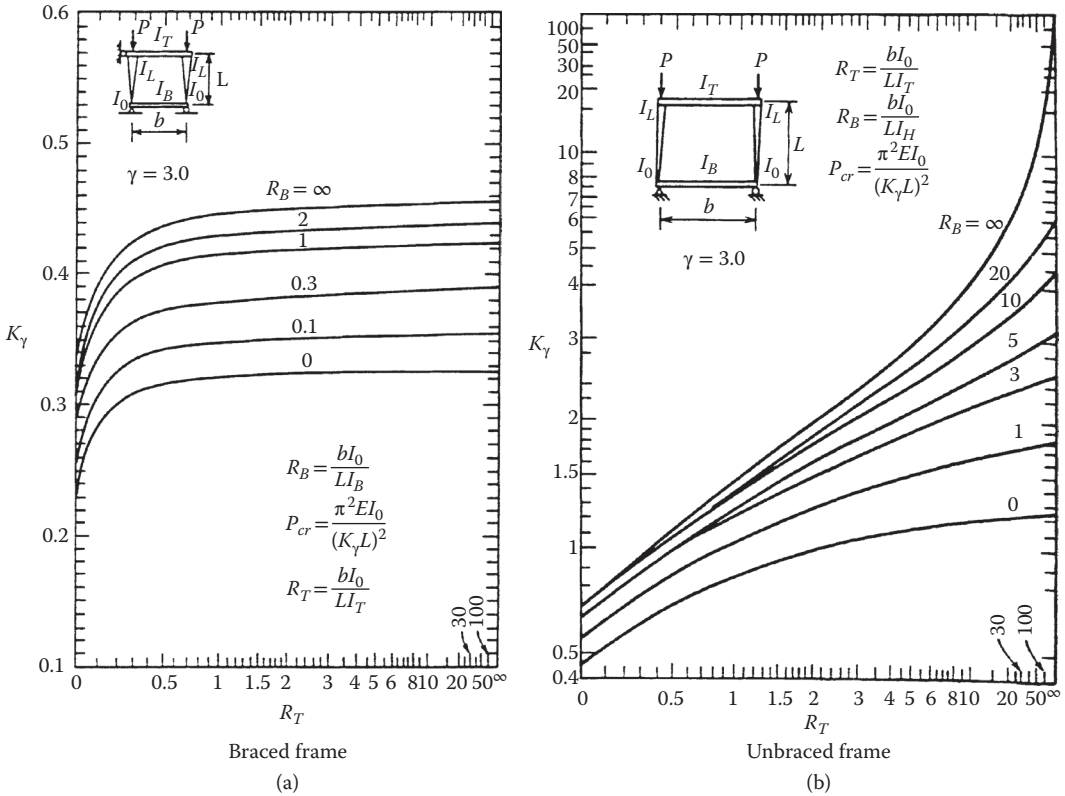 0.6
0.5
0.4
0.3
0.2
0.1
Kγ
P P
I_T
I_L I_L
L
I_B
I_0 I_0
b
γ = 3.0
R_B = ∞
2
1
0.3
0.1
0
R_B = bI_0/LI_B
P_cr = π²EI_0/(KγL)²
R_T = bI_0/LI_T
30 100
0 0.5 1 1.5 2 3 4 5 6 8 10 20 50 ∞
R_T
Braced frame
(a)
100
50
30
20
10
8
7
6
5
4
3
2
1.5
1
0.5
0.4
Kγ
P P
I_T
I_L I_L
L
I_B
I_0 I_0
b
γ = 3.0
R_T = bI_0/LI_T
R_B = bI_0/LI_H
P_cr = π²EI_0/(KγL)²
R_B = ∞
20
10
5
3
1
0
30 100
0 0.5 1 1.5 2 3 4 5 6 8 10 20 50 ∞
R_T
Unbraced frame
(b)